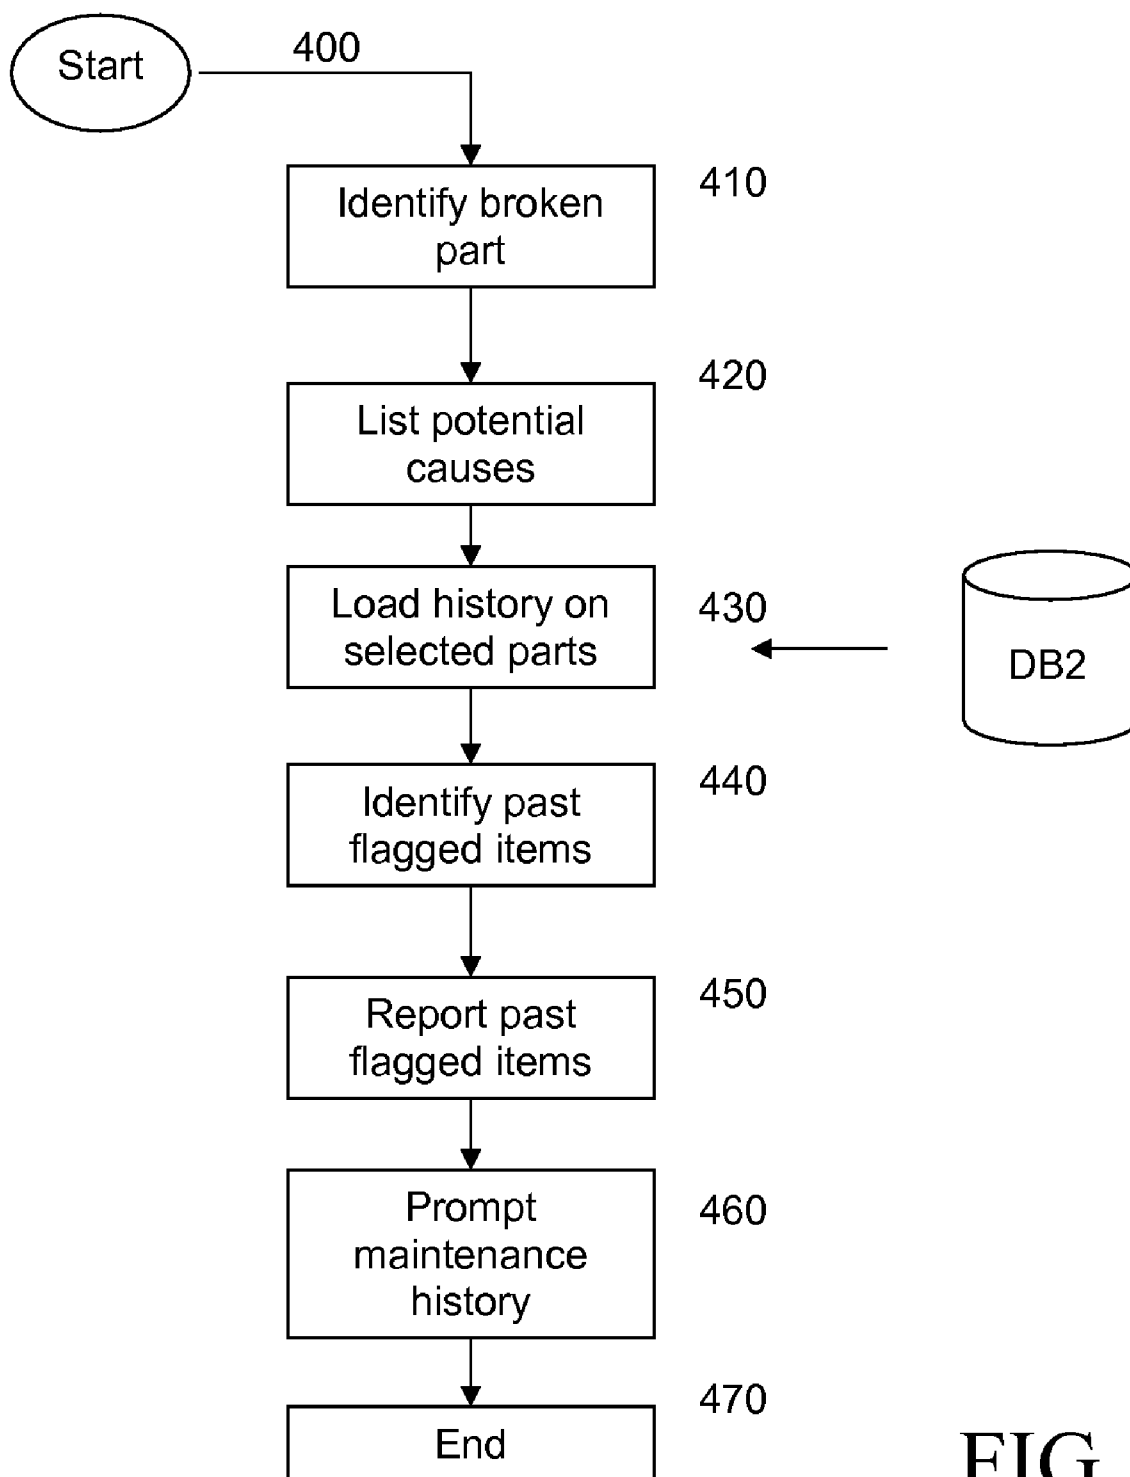 Start
400
Identify broken
part
410
List potential
causes
420
Load history on
selected parts
430
DB2
Identify past
flagged items
440
Report past
flagged items
450
Prompt
maintenance
history
460
End
470
FIG